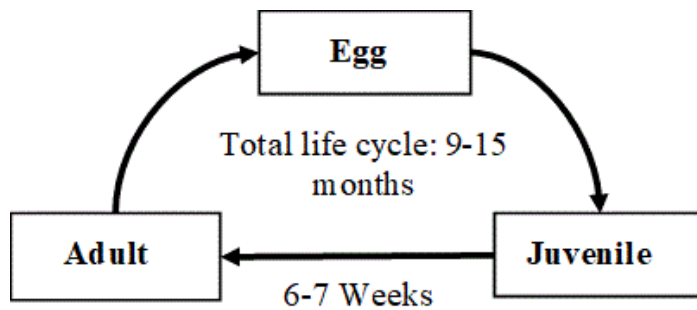 Egg
Total life cycle: 9-15
months
Adult
Juvenile
6-7 Weeks